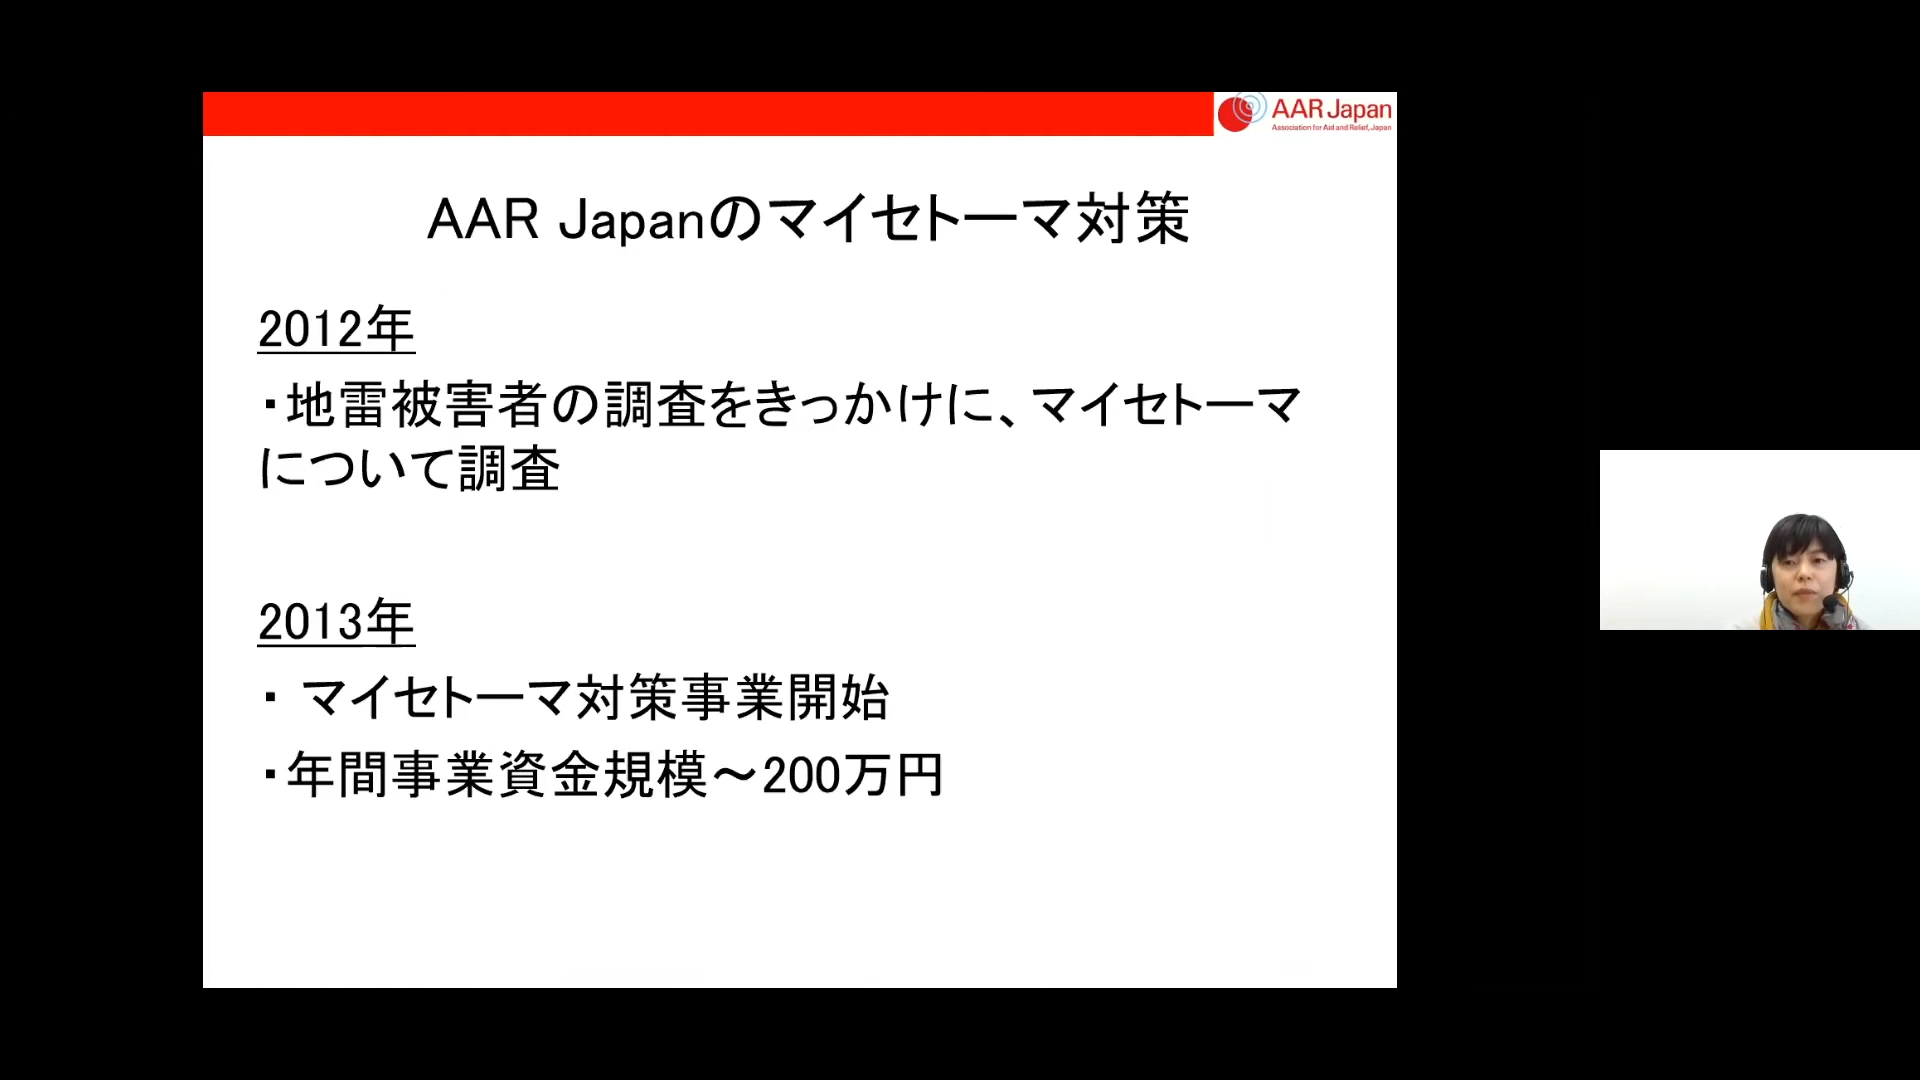 AAR Japan
Association for Aid and Relief, Japan
AAR Japanのマイセトーマ対策
2012年
・地雷被害者の調査をきっかけに、マイセトーマ
について調査
2013年
・ マイセトーマ対策事業開始
・年間事業資金規模～200万円